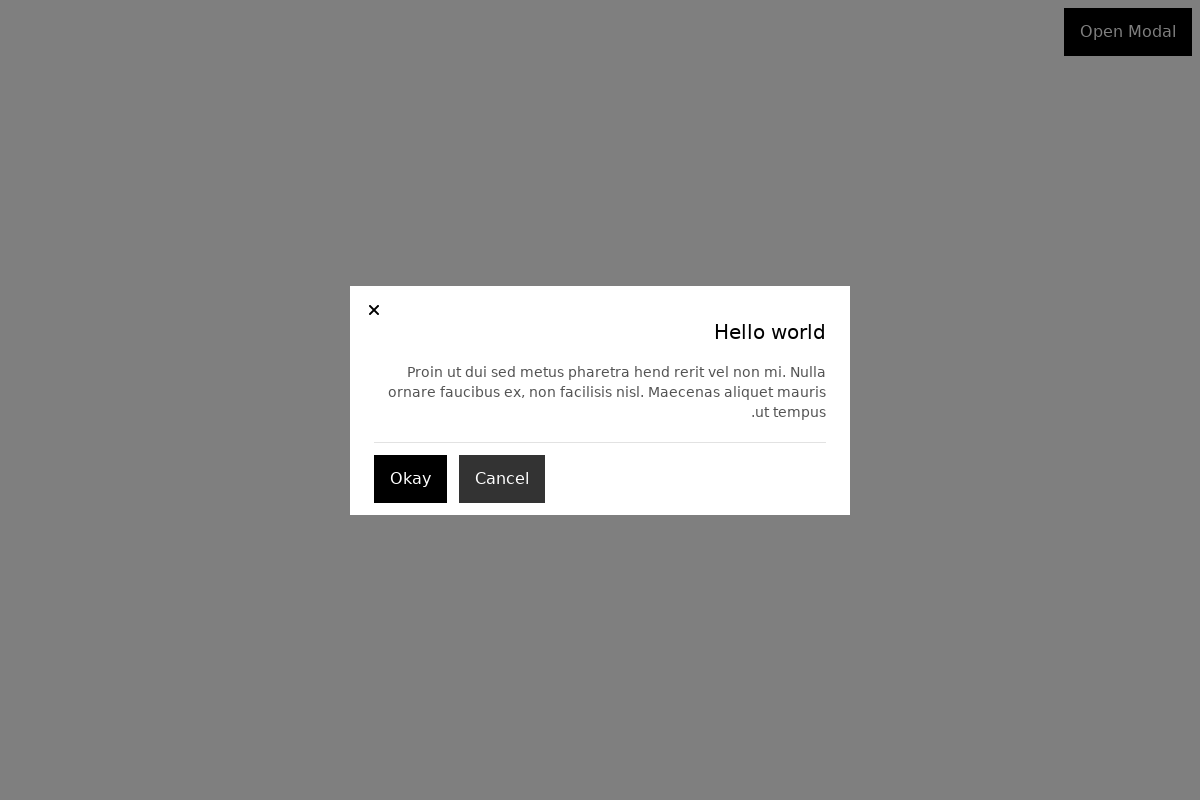 Open Modal
Hello world
Proin ut dui sed metus pharetra hend rerit vel non mi. Nulla
ornare faucibus ex, non facilisis nisl. Maecenas aliquet mauris
.ut tempus
Okay
Cancel